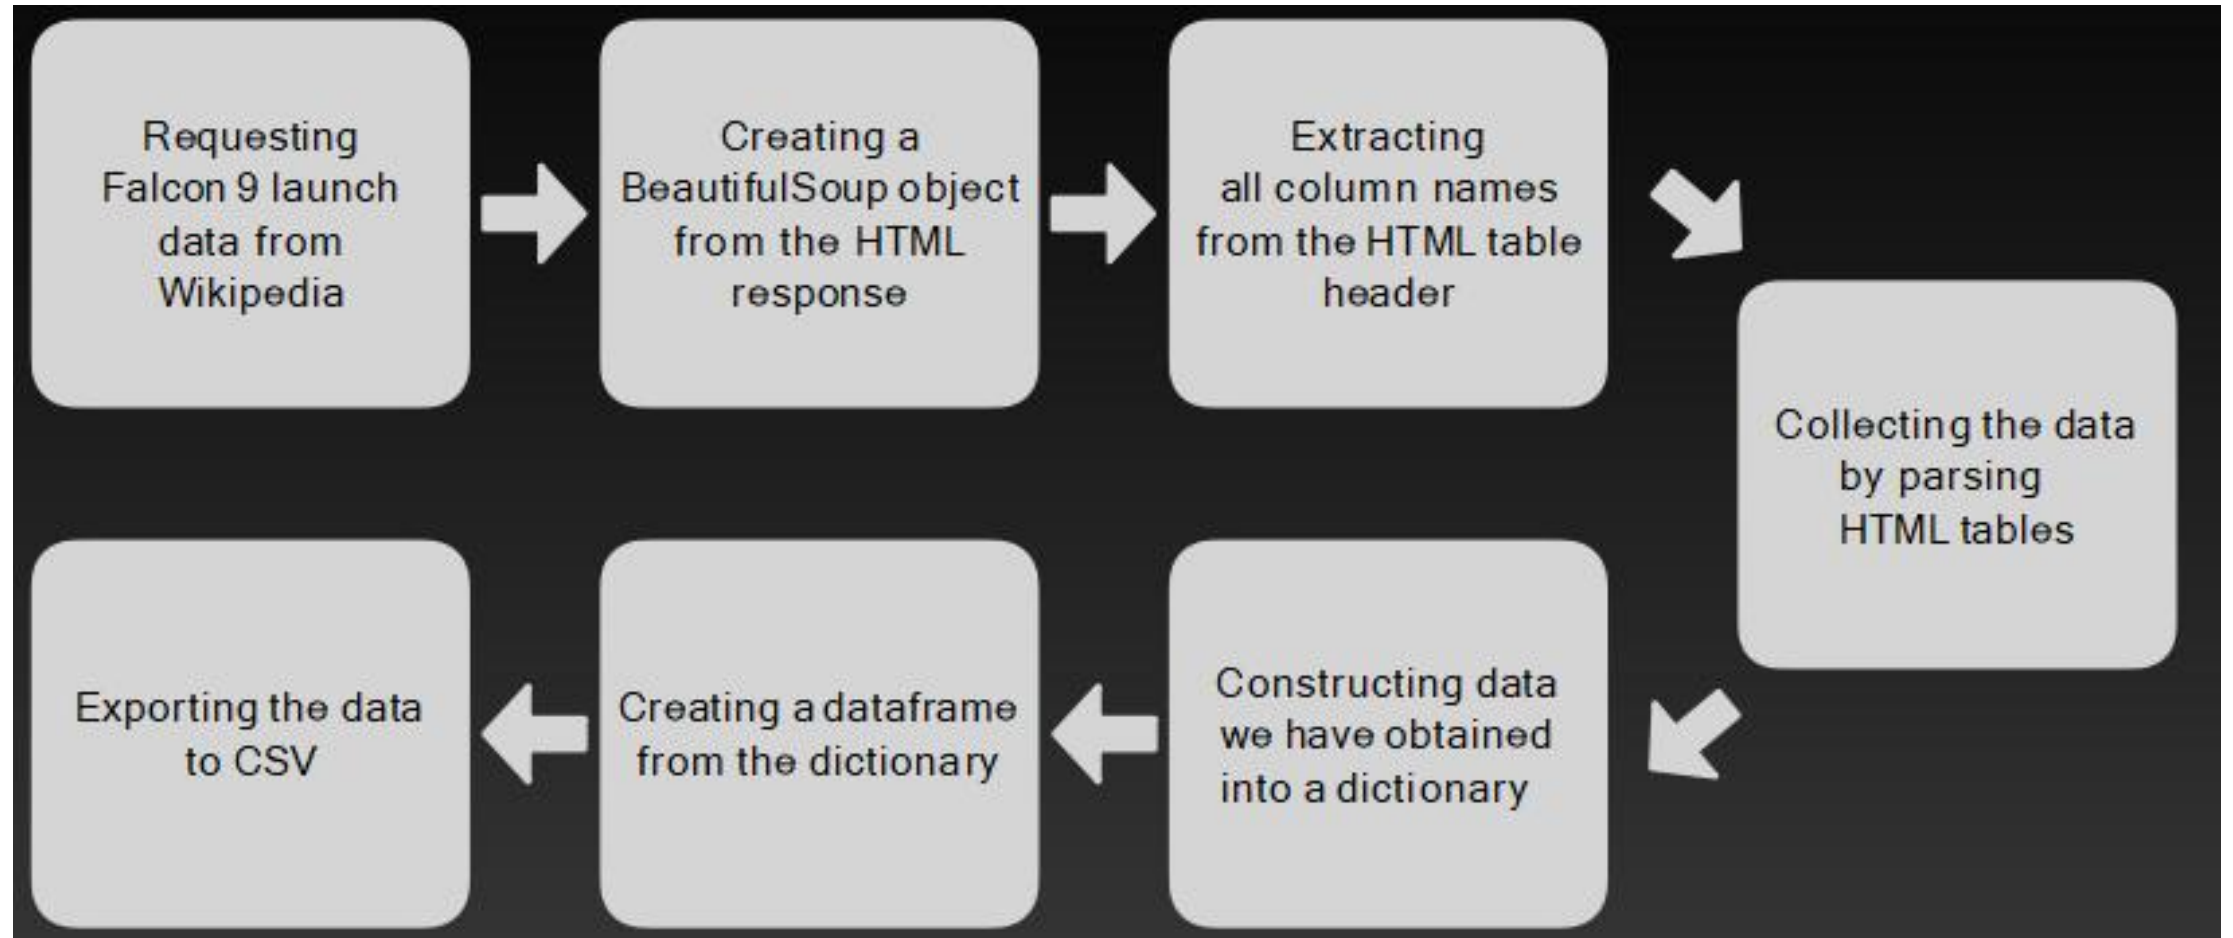 Requesting
Falcon 9 launch
data from
Wikipedia
Creating a
BeautifulSoup object
from the HTML
response
Extracting
all column names
from the HTML table
header
Collecting the data
by parsing
HTML tables
Constructing data
we have obtained
into a dictionary
Creating a dataframe
from the dictionary
Exporting the data
to CSV